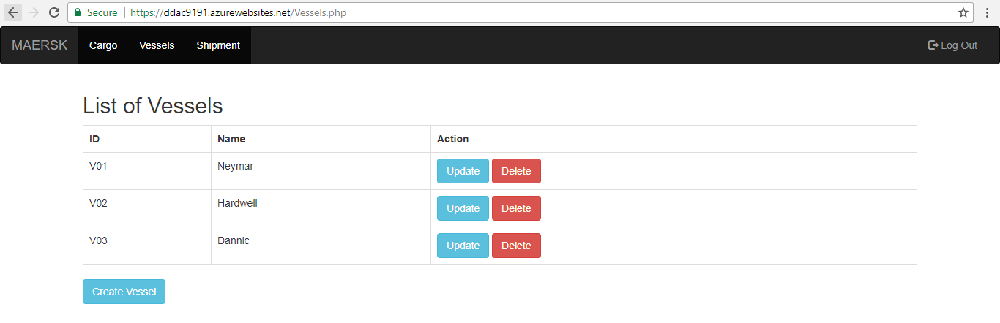 Secure https://ddac9191.azurewebsites.net/Vessels.php
MAERSK Cargo Vessels Shipment Log Out
List of Vessels
ID Name Action
V01 Neymar Update Delete
V02 Hardwell Update Delete
V03 Dannic Update Delete
Create Vessel